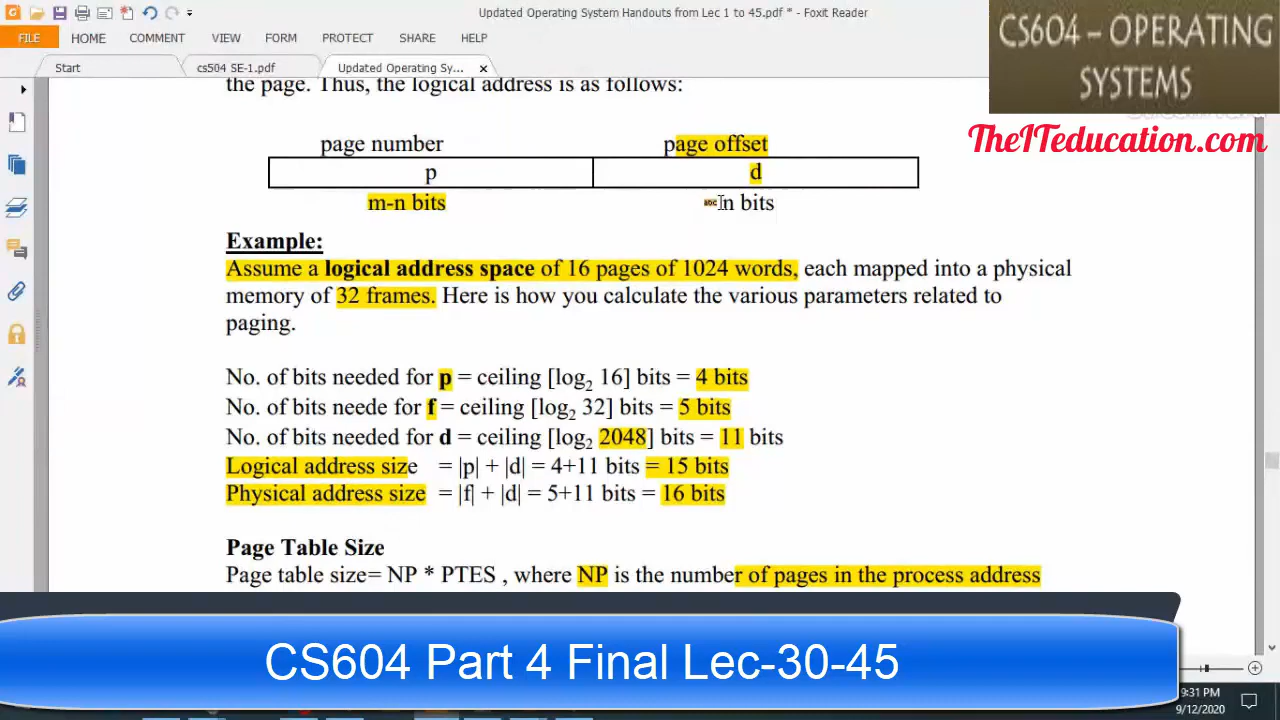 Updated Operating System Handouts from Lec 1 to 45.pdf * - Foxit Reader
CS604 – OPERATING
SYSTEMS
FILE HOME COMMENT VIEW FORM PROTECT SHARE HELP
Start cs504 SE-1.pdf Updated Operating Sy... ×
TheITeducation.com
the page. Thus, the logical address is as follows:
page number page offset
p d
m-n bits n bits
Example:
Assume a logical address space of 16 pages of 1024 words, each mapped into a physical
memory of 32 frames. Here is how you calculate the various parameters related to
paging.
No. of bits needed for p = ceiling [log2 16] bits = 4 bits
No. of bits neede for f = ceiling [log2 32] bits = 5 bits
No. of bits needed for d = ceiling [log2 2048] bits = 11 bits
Logical address size = |p| + |d| = 4+11 bits = 15 bits
Physical address size = |f| + |d| = 5+11 bits = 16 bits
Page Table Size
Page table size= NP * PTES , where NP is the number of pages in the process address
CS604 Part 4 Final Lec-30-45
9:31 PM
9/12/2020